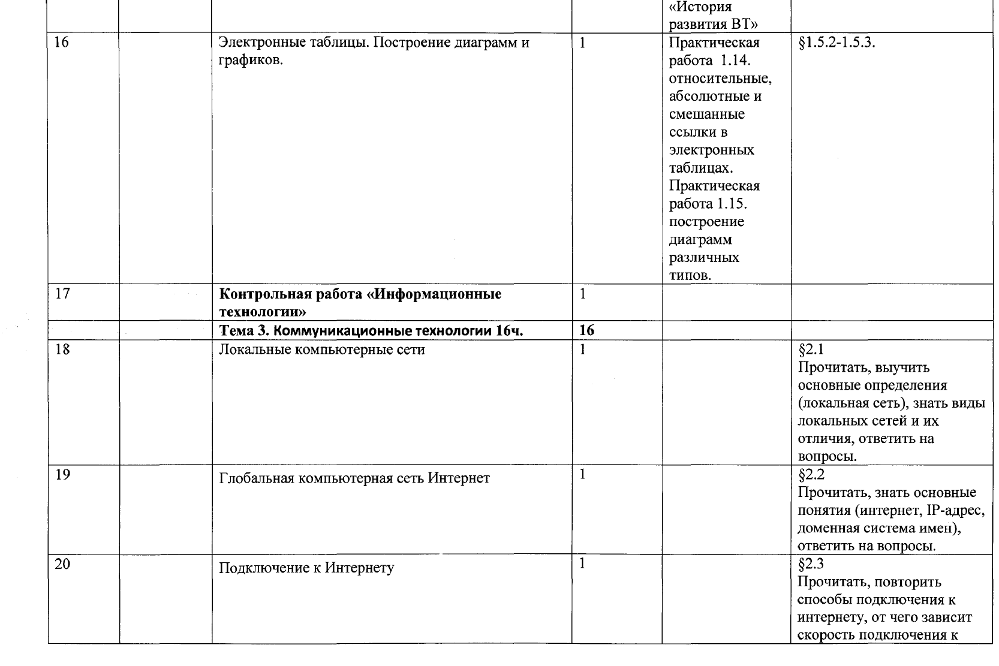 «История
развития ВТ»
16
Электронные таблицы. Построение диаграмм и
графиков.
1
Практическая
работа 1.14.
относительные,
абсолютные и
смешанные
ссылки в
электронных
таблицах.
Практическая
работа 1.15.
построение
диаграмм
различных
типов.
§1.5.2-1.5.3.
17
Контрольная работа «Информационные
технологии»
1
Тема 3. Коммуникационные технологии 16ч.
16
18
Локальные компьютерные сети
1
§2.1
Прочитать, выучить
основные определения
(локальная сеть), знать виды
локальных сетей и их
отличия, ответить на
вопросы.
19
Глобальная компьютерная сеть Интернет
1
§2.2
Прочитать, знать основные
понятия (интернет, IP-адрес,
доменная система имен),
ответить на вопросы.
20
Подключение к Интернету
1
§2.3
Прочитать, повторить
способы подключения к
интернету, от чего зависит
скорость подключения к